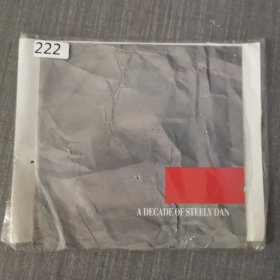 222
A DECADE OF STEELY DAN